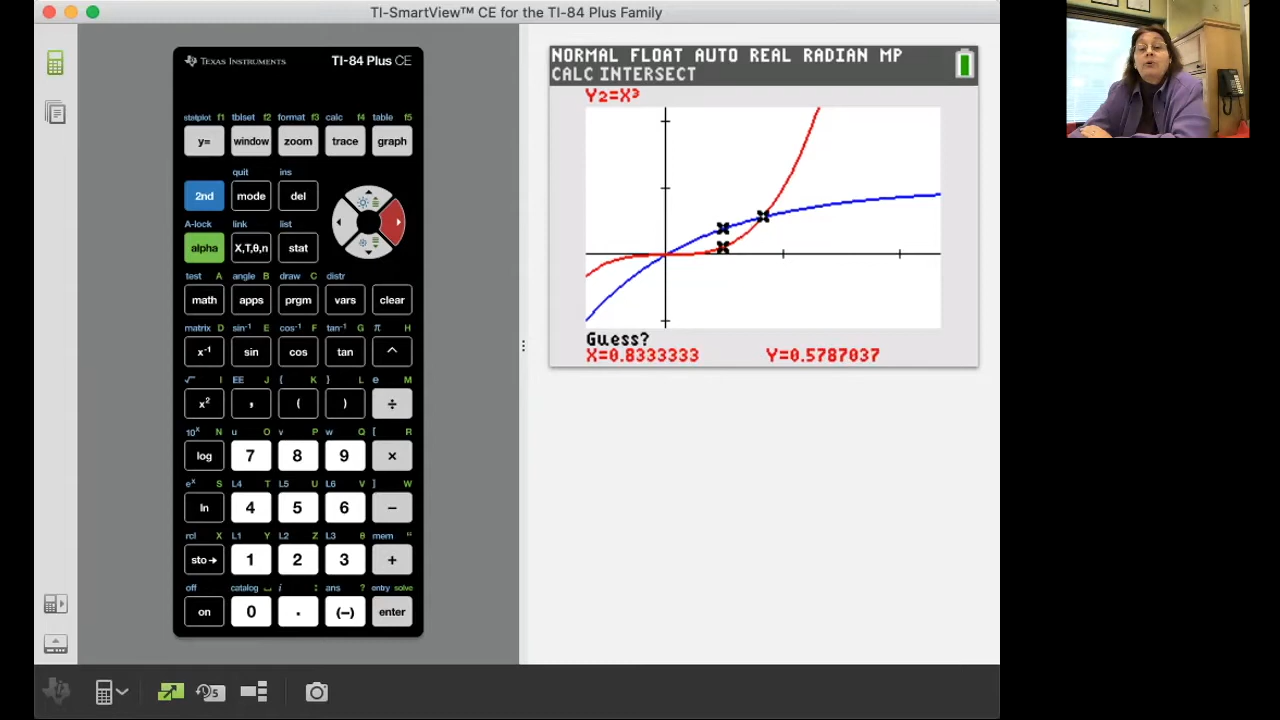 TI-SmartView™ CE for the TI-84 Plus Family
TEXAS INSTRUMENTS
TI-84 Plus CE
statplot f1 tblset f2 format f3 calc f4 table f5
y= window zoom trace graph
quit ins
2nd mode del
A-lock link list
alpha X,T,θ,n stat
test A angle B draw C distr
math apps prgm vars clear
matrix D sin⁻¹ E cos⁻¹ F tan⁻¹ G π H
x⁻¹ sin cos tan ^
√ I EE J { K } L e M
x² , ( ) ÷
10ˣ N u O v P w Q [ R
log 7 8 9 ×
eˣ S L4 T L5 U L6 V ] W
ln 4 5 6 −
rcl X L1 Y L2 Z L3 θ mem "
sto→ 1 2 3 +
off catalog ⎵ i : ans ? entry solve
on 0 . (−) enter
NORMAL FLOAT AUTO REAL RADIAN MP
CALC INTERSECT
Y₂=X³
Guess?
X=0.8333333 Y=0.5787037
5